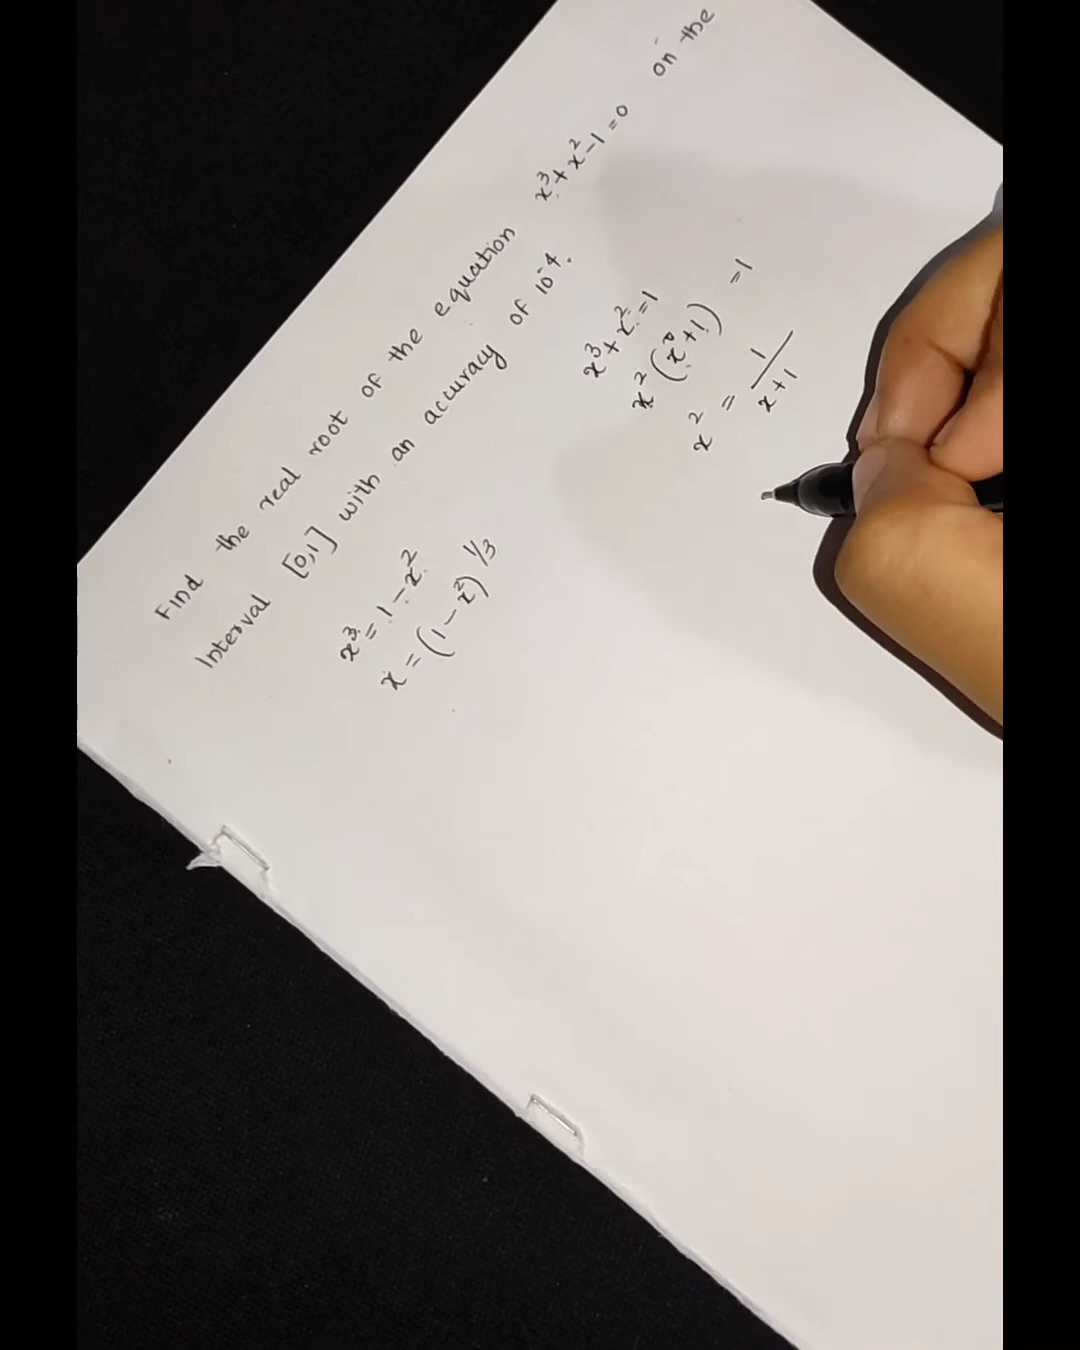 Find the real root of the equation x³+x²-1=0 on the
Interval [0,1] with an accuracy of 10⁻⁴.
x³=1-x²
x=(1-x²)^1/3
x³+x²=1
x²(x+1)=1
x² = 1/(x+1)